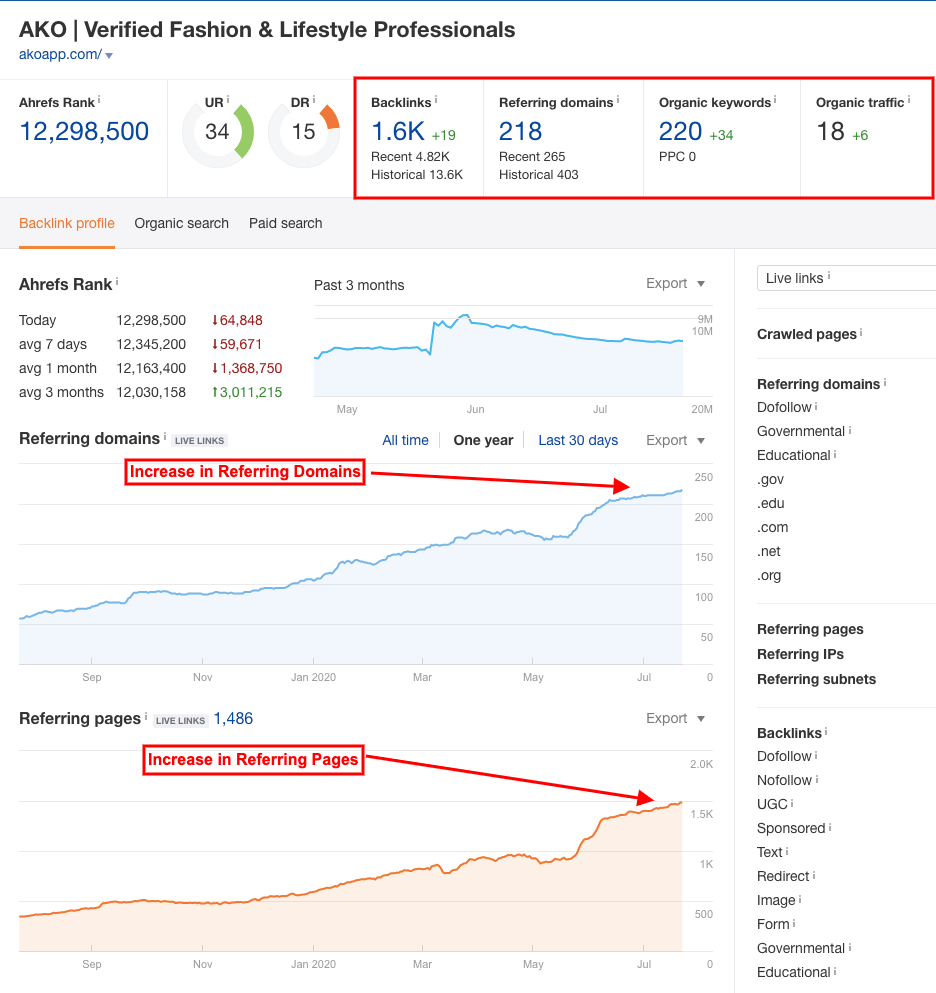 AKO | Verified Fashion & Lifestyle Professionals
akoapp.com/
Ahrefs Rank i
12,298,500
UR i
34
DR i
15
Backlinks i
1.6K +19
Recent 4.82K
Historical 13.6K
Referring domains i
218
Recent 265
Historical 403
Organic keywords i
220 +34
PPC 0
Organic traffic i
18 +6
Backlink profile Organic search Paid search
Ahrefs Rank i
Today 12,298,500 ↓64,848
avg 7 days 12,345,200 ↓59,671
avg 1 month 12,163,400 ↓1,368,750
avg 3 months 12,030,158 ↑3,011,215
Past 3 months Export
9M
10M
20M
May Jun Jul
Referring domains i LIVE LINKS All time One year Last 30 days Export
Increase in Referring Domains
250
200
150
100
50
0
Sep Nov Jan 2020 Mar May Jul
Referring pages i LIVE LINKS 1,486 Export
Increase in Referring Pages
2.0K
1.5K
1K
500
0
Sep Nov Jan 2020 Mar May Jul
Live links i
Crawled pages i
Referring domains i
Dofollow i
Governmental i
Educational i
.gov
.edu
.com
.net
.org
Referring pages
Referring IPs
Referring subnets
Backlinks i
Dofollow i
Nofollow i
UGC i
Sponsored i
Text i
Redirect i
Image i
Form i
Governmental i
Educational i